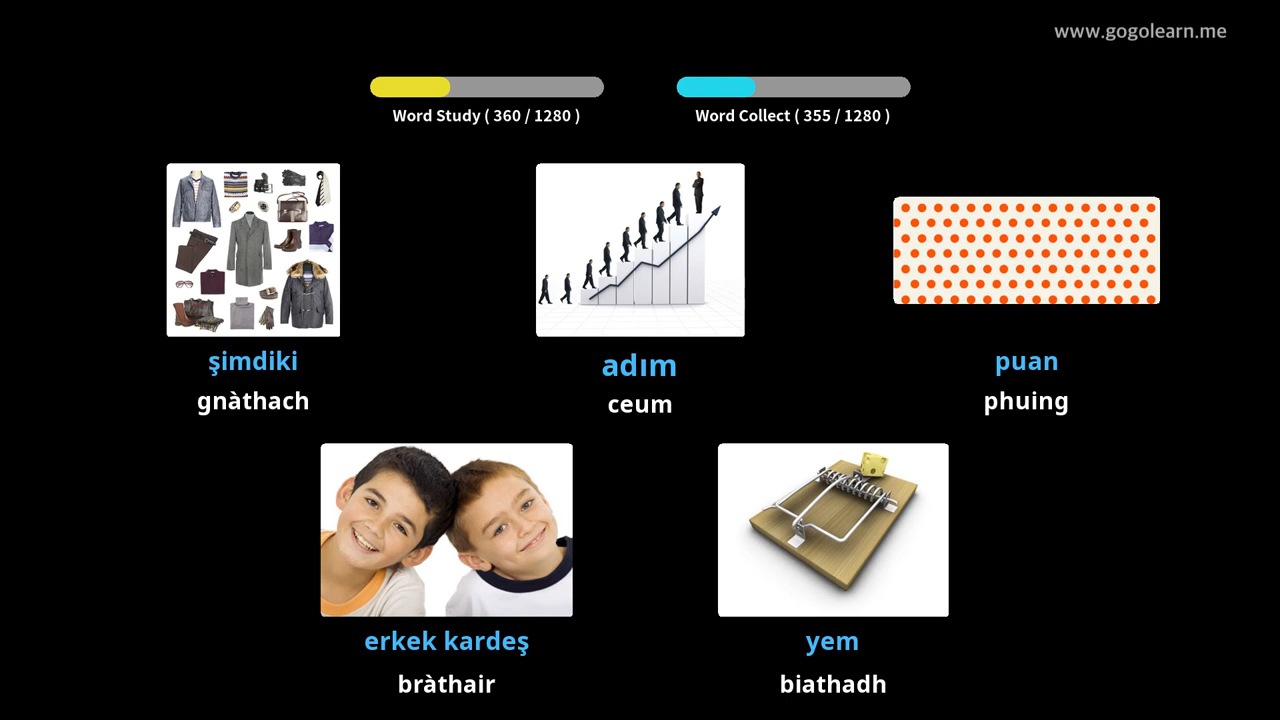 www.gogolearn.me
Word Study ( 360 / 1280 )
Word Collect ( 355 / 1280 )
şimdiki
gnàthach
adım
ceum
puan
phuing
erkek kardeş
bràthair
yem
biathadh